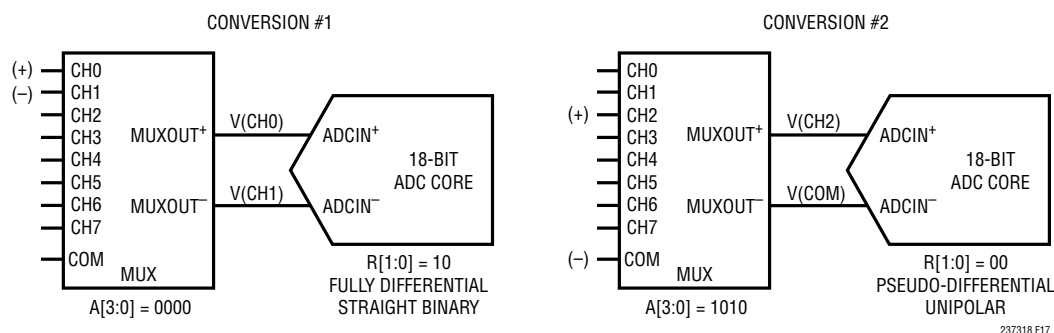 CONVERSION #1
(+)
(–)
CH0
CH1
CH2
CH3
CH4
CH5
CH6
CH7
COM
MUXOUT+
MUXOUT–
MUX
V(CH0)
V(CH1)
ADCIN+
ADCIN–
18-BIT
ADC CORE
A[3:0] = 0000
R[1:0] = 10
FULLY DIFFERENTIAL
STRAIGHT BINARY
CONVERSION #2
(+)
(–)
CH0
CH1
CH2
CH3
CH4
CH5
CH6
CH7
COM
MUXOUT+
MUXOUT–
MUX
V(CH2)
V(COM)
ADCIN+
ADCIN–
18-BIT
ADC CORE
A[3:0] = 1010
R[1:0] = 00
PSEUDO-DIFFERENTIAL
UNIPOLAR
237318 F17